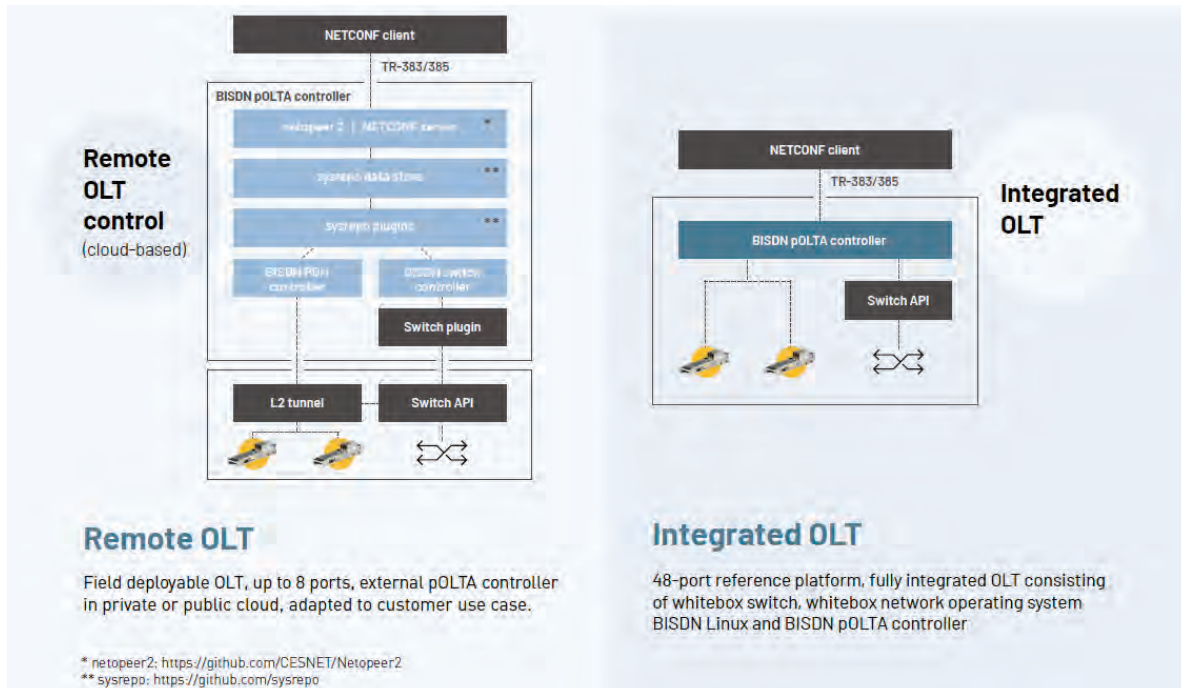 NETCONF client
TR-383/385
BISDN pOLTA controller
netopeer 2 | NETCONF server *
sysrepo data store **
sysrepo plugins **
BISDN PON
controller
BISDN switch
controller
Switch plugin
L2 tunnel
Switch API
Remote
OLT
control
(cloud-based)
Remote OLT
Field deployable OLT, up to 8 ports, external pOLTA controller
in private or public cloud, adapted to customer use case.
* netopeer2: https://github.com/CESNET/Netopeer2
** sysrepo: https://github.com/sysrepo
NETCONF client
TR-383/385
BISDN pOLTA controller
Switch API
Integrated
OLT
Integrated OLT
48-port reference platform, fully integrated OLT consisting
of whitebox switch, whitebox network operating system
BISDN Linux and BISDN pOLTA controller